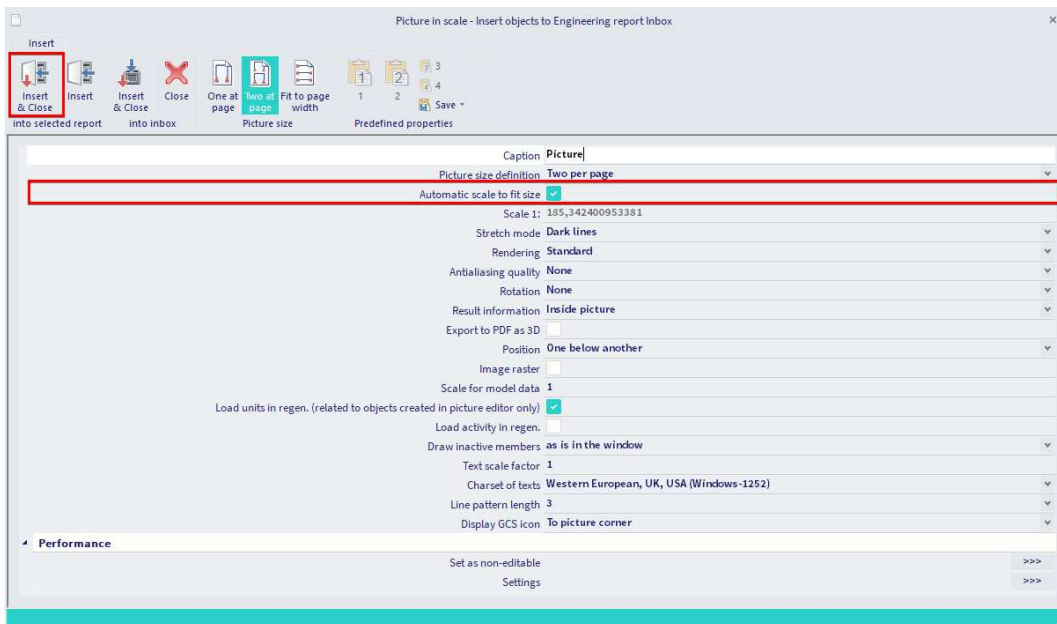 Picture in scale - Insert objects to Engineering report Inbox
Insert
Insert & Close
Insert
Insert & Close
Close
One at page
Two at page
Fit to page width
1
2
3
4
Save
into selected report
into inbox
Picture size
Predefined properties
Caption Picture
Picture size definition Two per page
Automatic scale to fit size
Scale 1: 185,342400953381
Stretch mode Dark lines
Rendering Standard
Antialiasing quality None
Rotation None
Result information Inside picture
Export to PDF as 3D
Position One below another
Image raster
Scale for model data 1
Load units in regen. (related to objects created in picture editor only)
Load activity in regen.
Draw inactive members as is in the window
Text scale factor 1
Charset of texts Western European, UK, USA (Windows-1252)
Line pattern length 3
Display GCS icon To picture corner
Performance
Set as non-editable >>>
Settings >>>